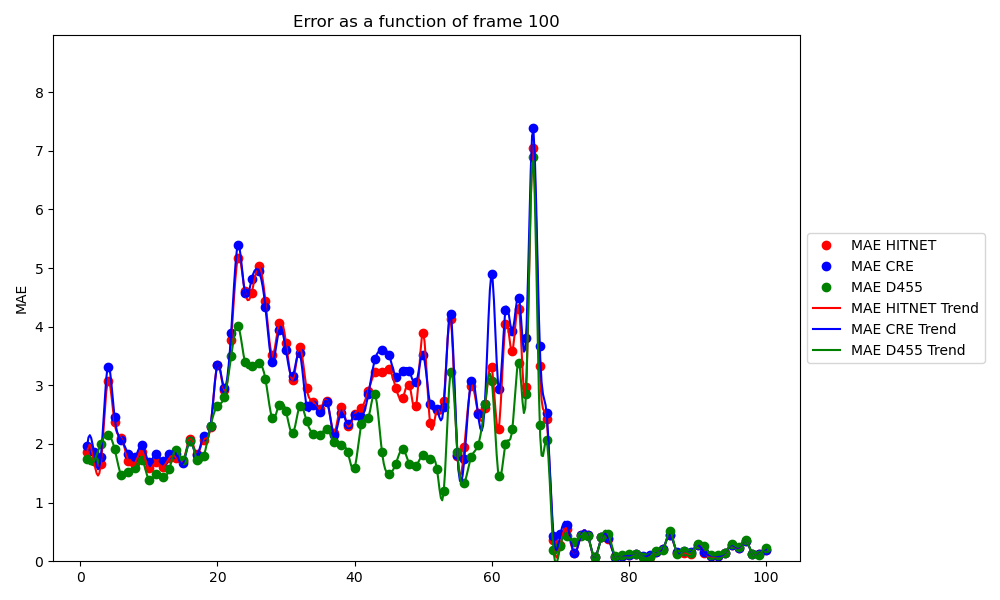 Error as a function of frame 100
MAE
8
7
6
5
4
3
2
1
0
0 20 40 60 80 100
MAE HITNET
MAE CRE
MAE D455
MAE HITNET Trend
MAE CRE Trend
MAE D455 Trend